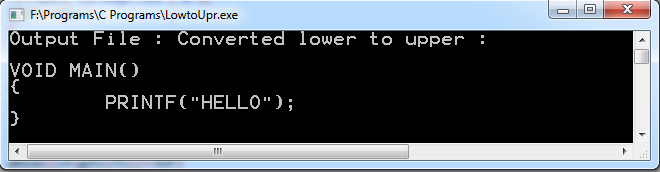 F:\Programs\C Programs\LowtoUpr.exe
Output File : Converted lower to upper :
VOID MAIN()
{
        PRINTF("HELLO");
}